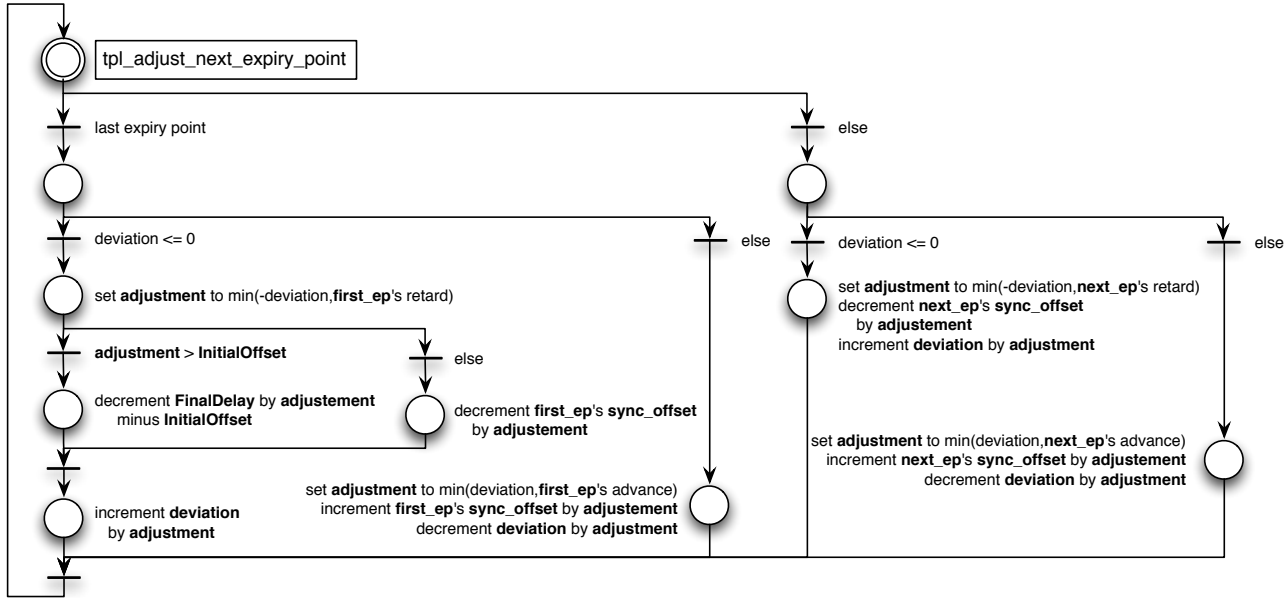 tpl_adjust_next_expiry_point
last expiry point
else
deviation <= 0
else
deviation <= 0
else
set adjustment to min(-deviation,first_ep's retard)
set adjustment to min(-deviation,next_ep's retard)
decrement next_ep's sync_offset
by adjustement
increment deviation by adjustment
adjustment > InitialOffset
else
decrement FinalDelay by adjustement
minus InitialOffset
decrement first_ep's sync_offset
by adjustement
set adjustment to min(deviation,next_ep's advance)
increment next_ep's sync_offset by adjustement
decrement deviation by adjustment
set adjustment to min(deviation,first_ep's advance)
increment first_ep's sync_offset by adjustement
decrement deviation by adjustment
increment deviation
by adjustment